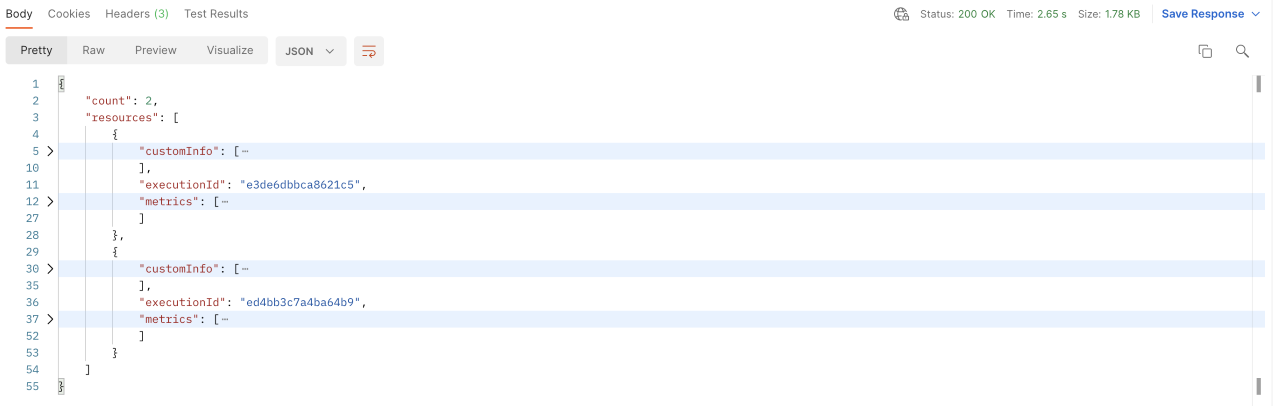 Body Cookies Headers (3) Test Results Status: 200 OK Time: 2.65 s Size: 1.78 KB Save Response
Pretty Raw Preview Visualize JSON
1 {
2 "count": 2,
3 "resources": [
4 {
5 "customInfo": [⋯
10 ],
11 "executionId": "e3de6dbbca8621c5",
12 "metrics": [⋯
27 ]
28 },
29 {
30 "customInfo": [⋯
35 ],
36 "executionId": "ed4bb3c7a4ba64b9",
37 "metrics": [⋯
52 ]
53 }
54 ]
55 }